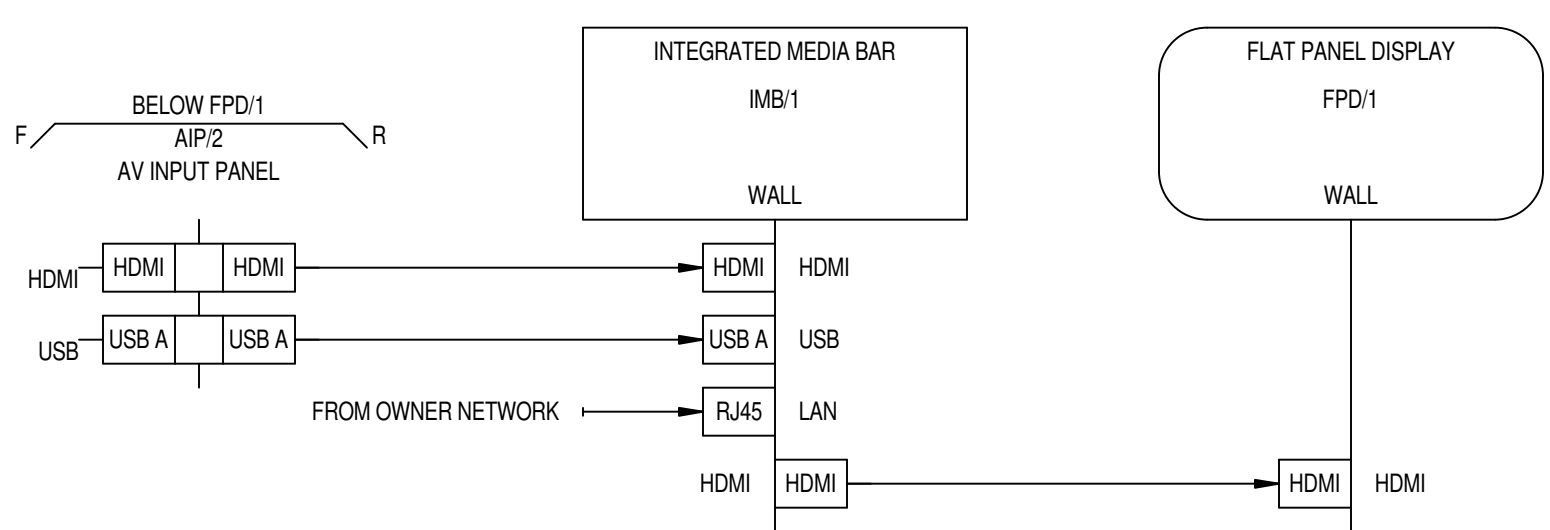 INTEGRATED MEDIA BAR
IMB/1
WALL
FLAT PANEL DISPLAY
FPD/1
WALL
BELOW FPD/1
F
AIP/2
R
AV INPUT PANEL
HDMI
HDMI
HDMI
HDMI
HDMI
USB
USB A
USB A
USB A
USB
FROM OWNER NETWORK
RJ45
LAN
HDMI
HDMI
HDMI
HDMI